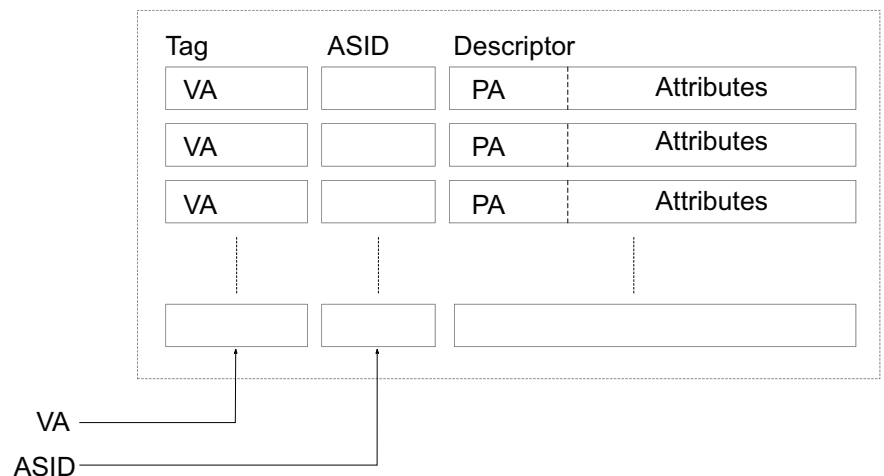 Tag ASID Descriptor
VA PA Attributes
VA PA Attributes
VA PA Attributes
VA
ASID